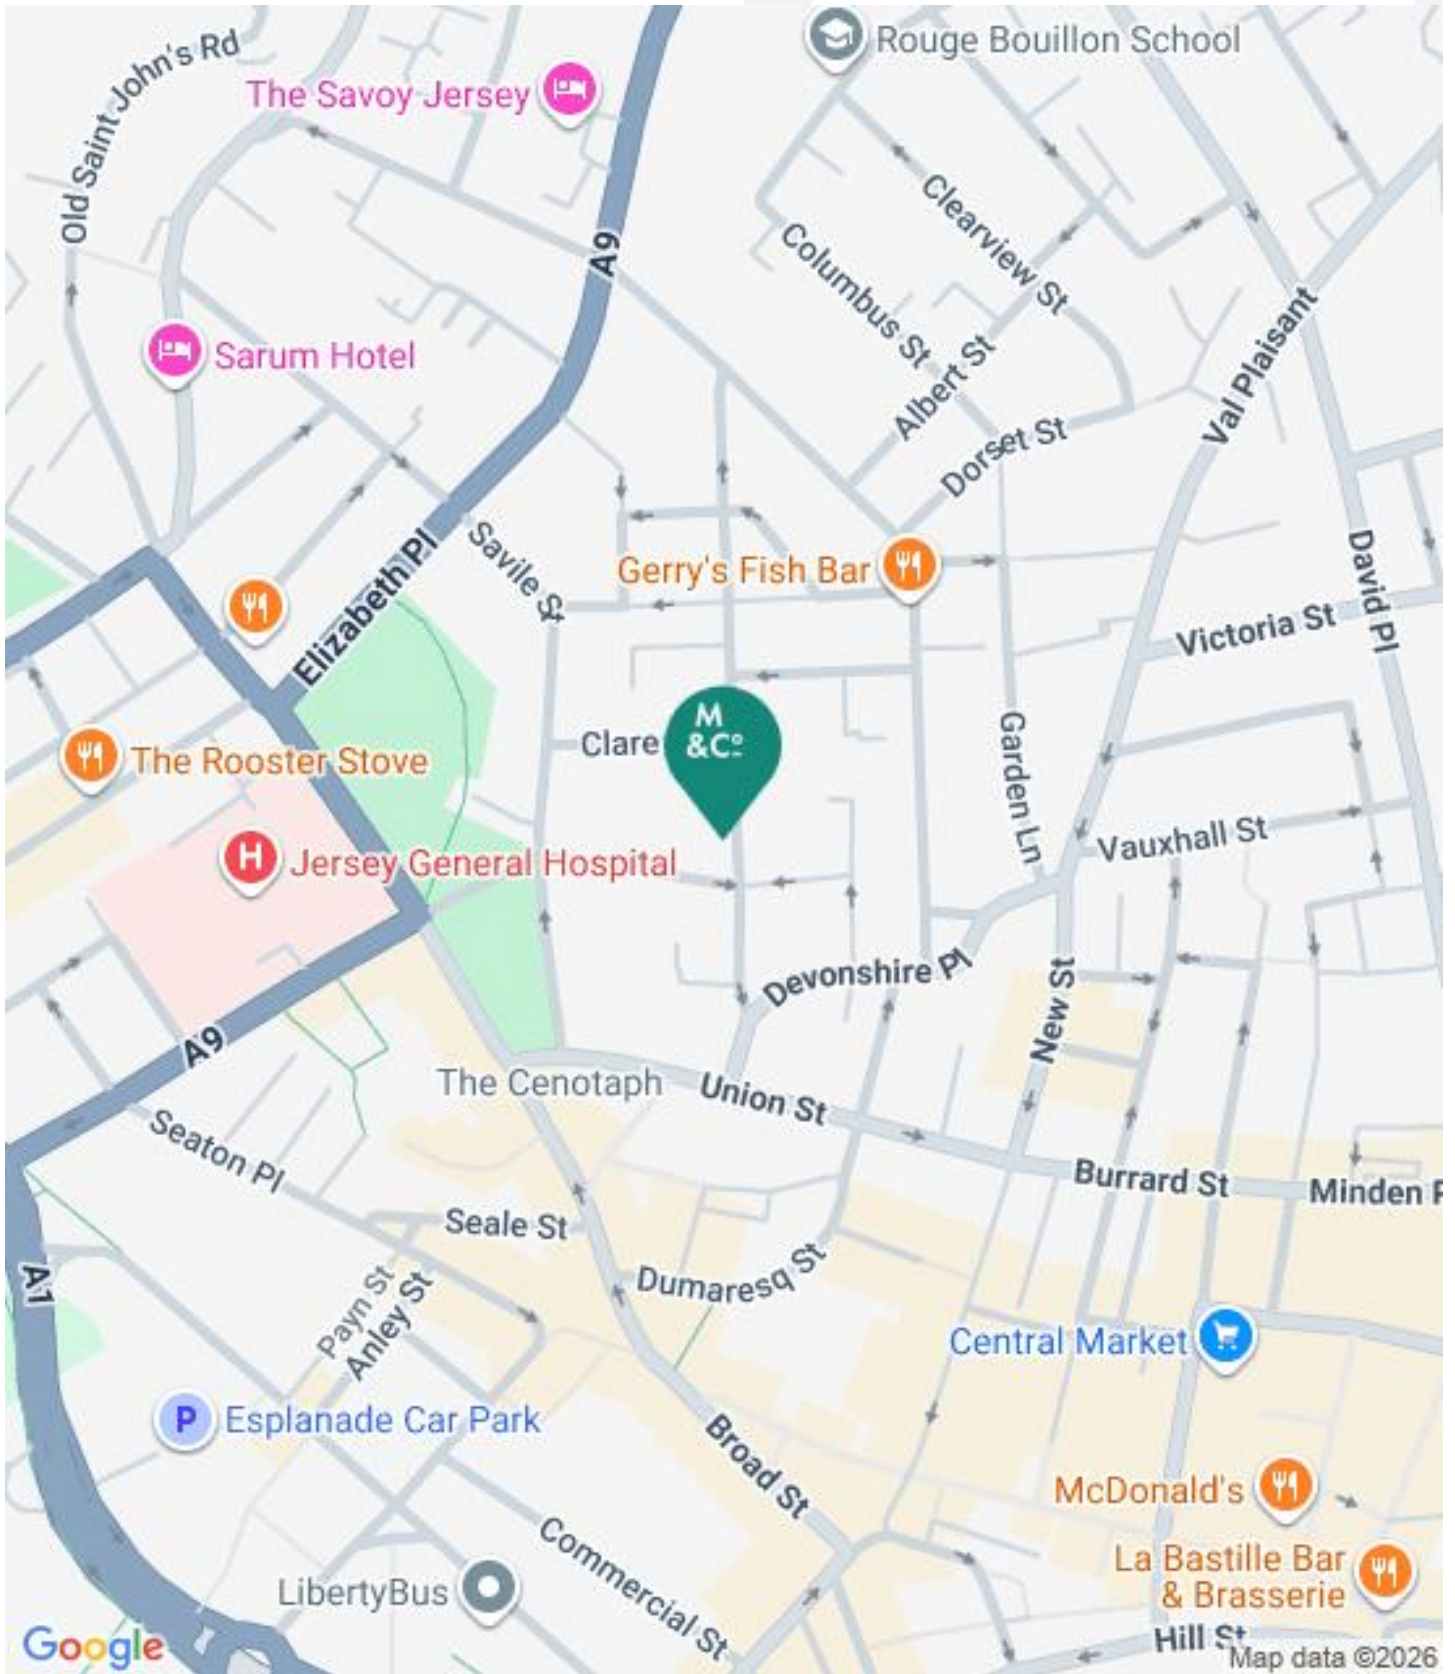 Rouge Bouillon School
Old Saint John's Rd
The Savoy Jersey
A9
Clearview St
Columbus St
Val Plaisant
Sarum Hotel
Albert St
Dorset St
Savile St
Elizabeth Pl
Gerry's Fish Bar
David Pl
Victoria St
M
&Cº
Clare
Garden Ln
The Rooster Stove
Vauxhall St
Jersey General Hospital
Devonshire Pl
New St
A9
The Cenotaph
Union St
Seaton Pl
Burrard St
Minden P
Seale St
A1
Payn St
Anley St
Dumaresq St
Central Market
Esplanade Car Park
Broad St
McDonald's
Commercial St
La Bastille Bar
& Brasserie
LibertyBus
Hill St
Google
Map data ©2026